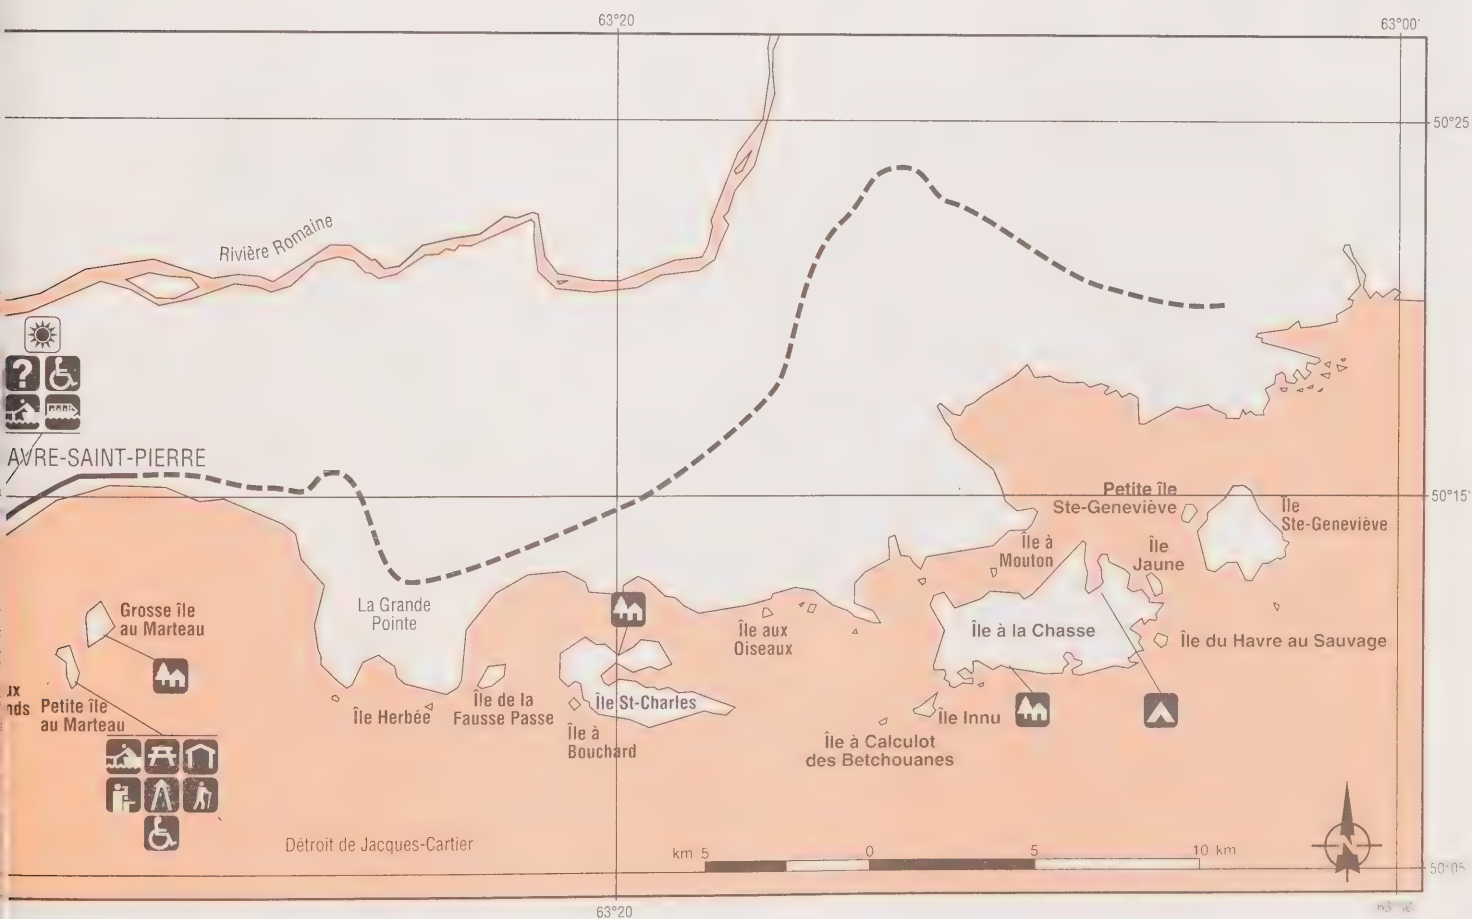 63°20
63°00'
50°25
Rivière Romaine
?
AVRE-SAINT-PIERRE
50°15'
Petite île
Ste-Geneviève
Île
Ste-Geneviève
Île à
Mouton
Île
Jaune
La Grande
Pointe
Grosse île
au Marteau
Île aux
Oiseaux
Île à la Chasse
Île du Havre au Sauvage
Petite île
au Marteau
Île Herbée
Île de la
Fausse Passe
Île St-Charles
Île à
Bouchard
Île Innu
Île à Calculot
des Betchouanes
Détroit de Jacques-Cartier
km 5
0
5
10 km
N
50°05
63°20